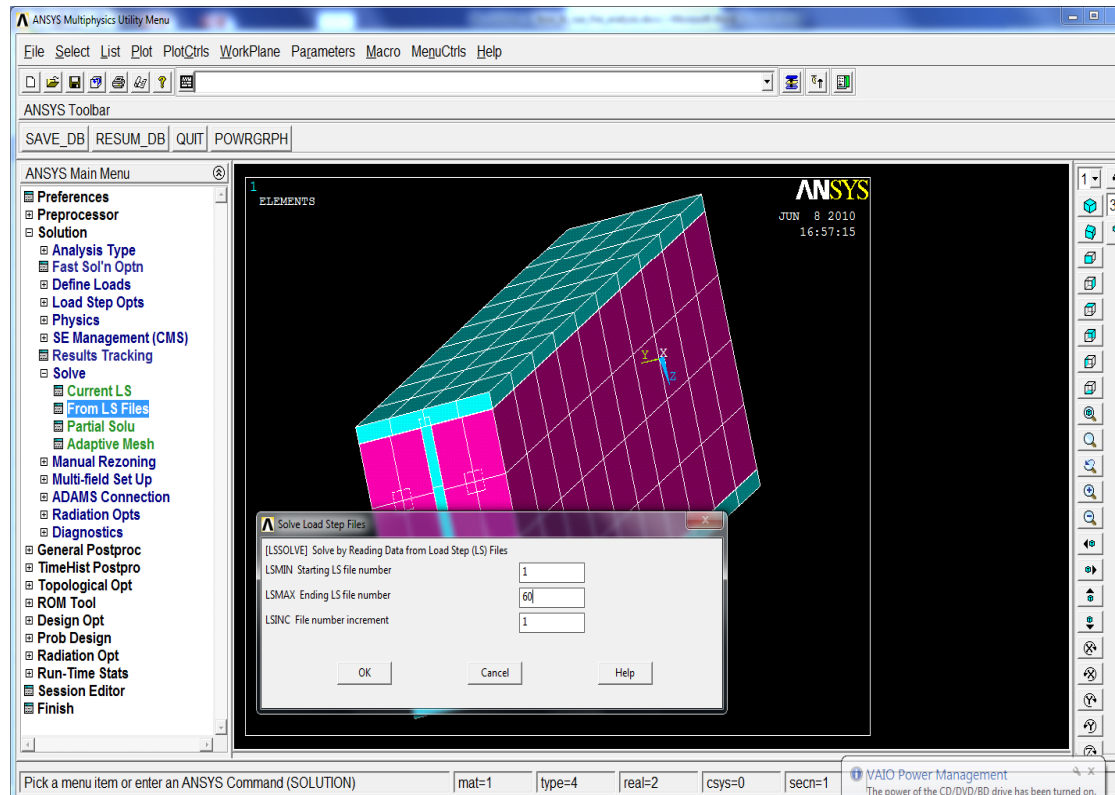 ANSYS Multiphysics Utility Menu
File Select List Plot PlotCtrls WorkPlane Parameters Macro MenuCtrls Help
ANSYS Toolbar
SAVE_DB RESUM_DB QUIT POWRGRPH
ANSYS Main Menu
Preferences
Preprocessor
Solution
Analysis Type
Fast Sol'n Optn
Define Loads
Load Step Opts
Physics
SE Management (CMS)
Results Tracking
Solve
Current LS
From LS Files
Partial Solu
Adaptive Mesh
Manual Rezoning
Multi-field Set Up
ADAMS Connection
Radiation Opts
Diagnostics
General Postproc
TimeHist Postpro
Topological Opt
ROM Tool
Design Opt
Prob Design
Radiation Opt
Run-Time Stats
Session Editor
Finish
1
ELEMENTS
ANSYS
JUN 8 2010
16:57:15
Y X
Z
1
3
Solve Load Step Files
[LSSOLVE] Solve by Reading Data from Load Step (LS) Files
LSMIN Starting LS file number 1
LSMAX Ending LS file number 60
LSINC File number increment 1
OK Cancel Help
Pick a menu item or enter an ANSYS Command (SOLUTION) mat=1 type=4 real=2 csys=0 secn=1
VAIO Power Management
The power of the CD/DVD/BD drive has been turned on.